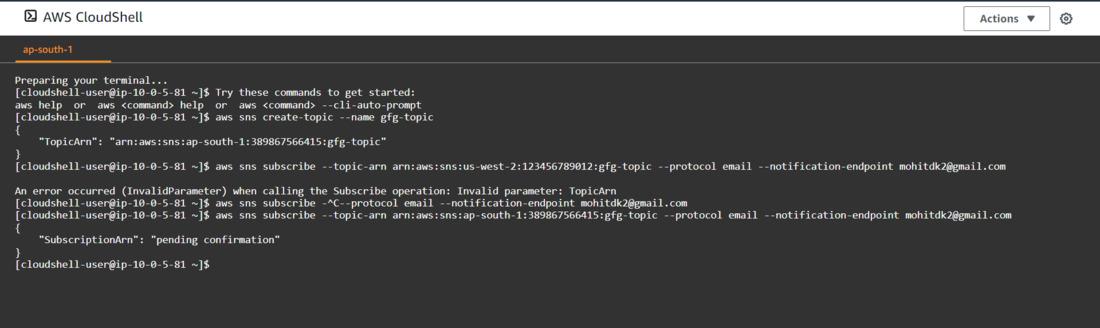 AWS CloudShell
Actions
ap-south-1
Preparing your terminal...
[cloudshell-user@ip-10-0-5-81 ~]$ Try these commands to get started:
aws help  or  aws <command> help  or  aws <command> --cli-auto-prompt
[cloudshell-user@ip-10-0-5-81 ~]$ aws sns create-topic --name gfg-topic
{
    "TopicArn": "arn:aws:sns:ap-south-1:389867566415:gfg-topic"
}
[cloudshell-user@ip-10-0-5-81 ~]$ aws sns subscribe --topic-arn arn:aws:sns:us-west-2:123456789012:gfg-topic --protocol email --notification-endpoint mohitdk2@gmail.com
An error occurred (InvalidParameter) when calling the Subscribe operation: Invalid parameter: TopicArn
[cloudshell-user@ip-10-0-5-81 ~]$ aws sns subscribe -^C--protocol email --notification-endpoint mohitdk2@gmail.com
[cloudshell-user@ip-10-0-5-81 ~]$ aws sns subscribe --topic-arn arn:aws:sns:ap-south-1:389867566415:gfg-topic --protocol email --notification-endpoint mohitdk2@gmail.com
{
    "SubscriptionArn": "pending confirmation"
}
[cloudshell-user@ip-10-0-5-81 ~]$